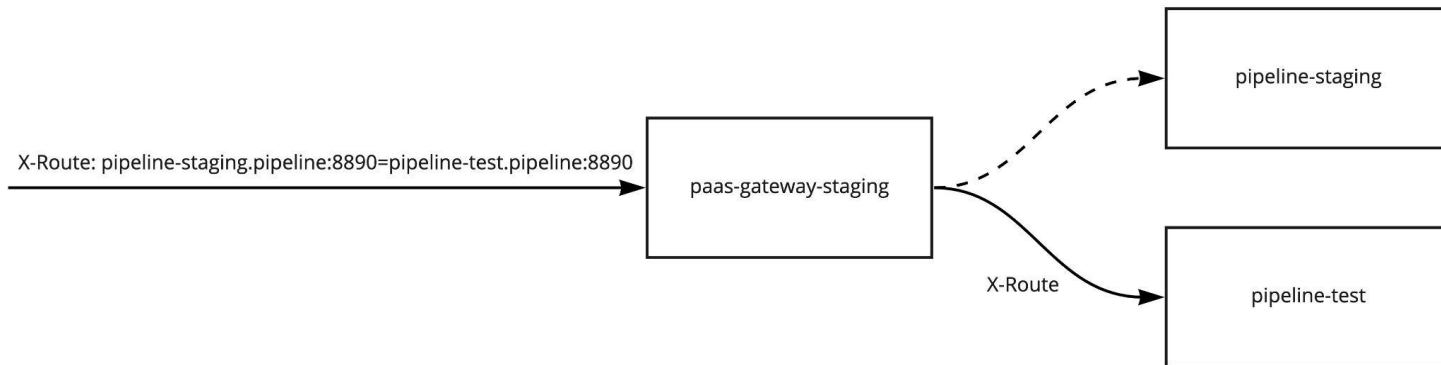 pipeline-staging
X-Route: pipeline-staging.pipeline:8890=pipeline-test.pipeline:8890
paas-gateway-staging
X-Route
pipeline-test